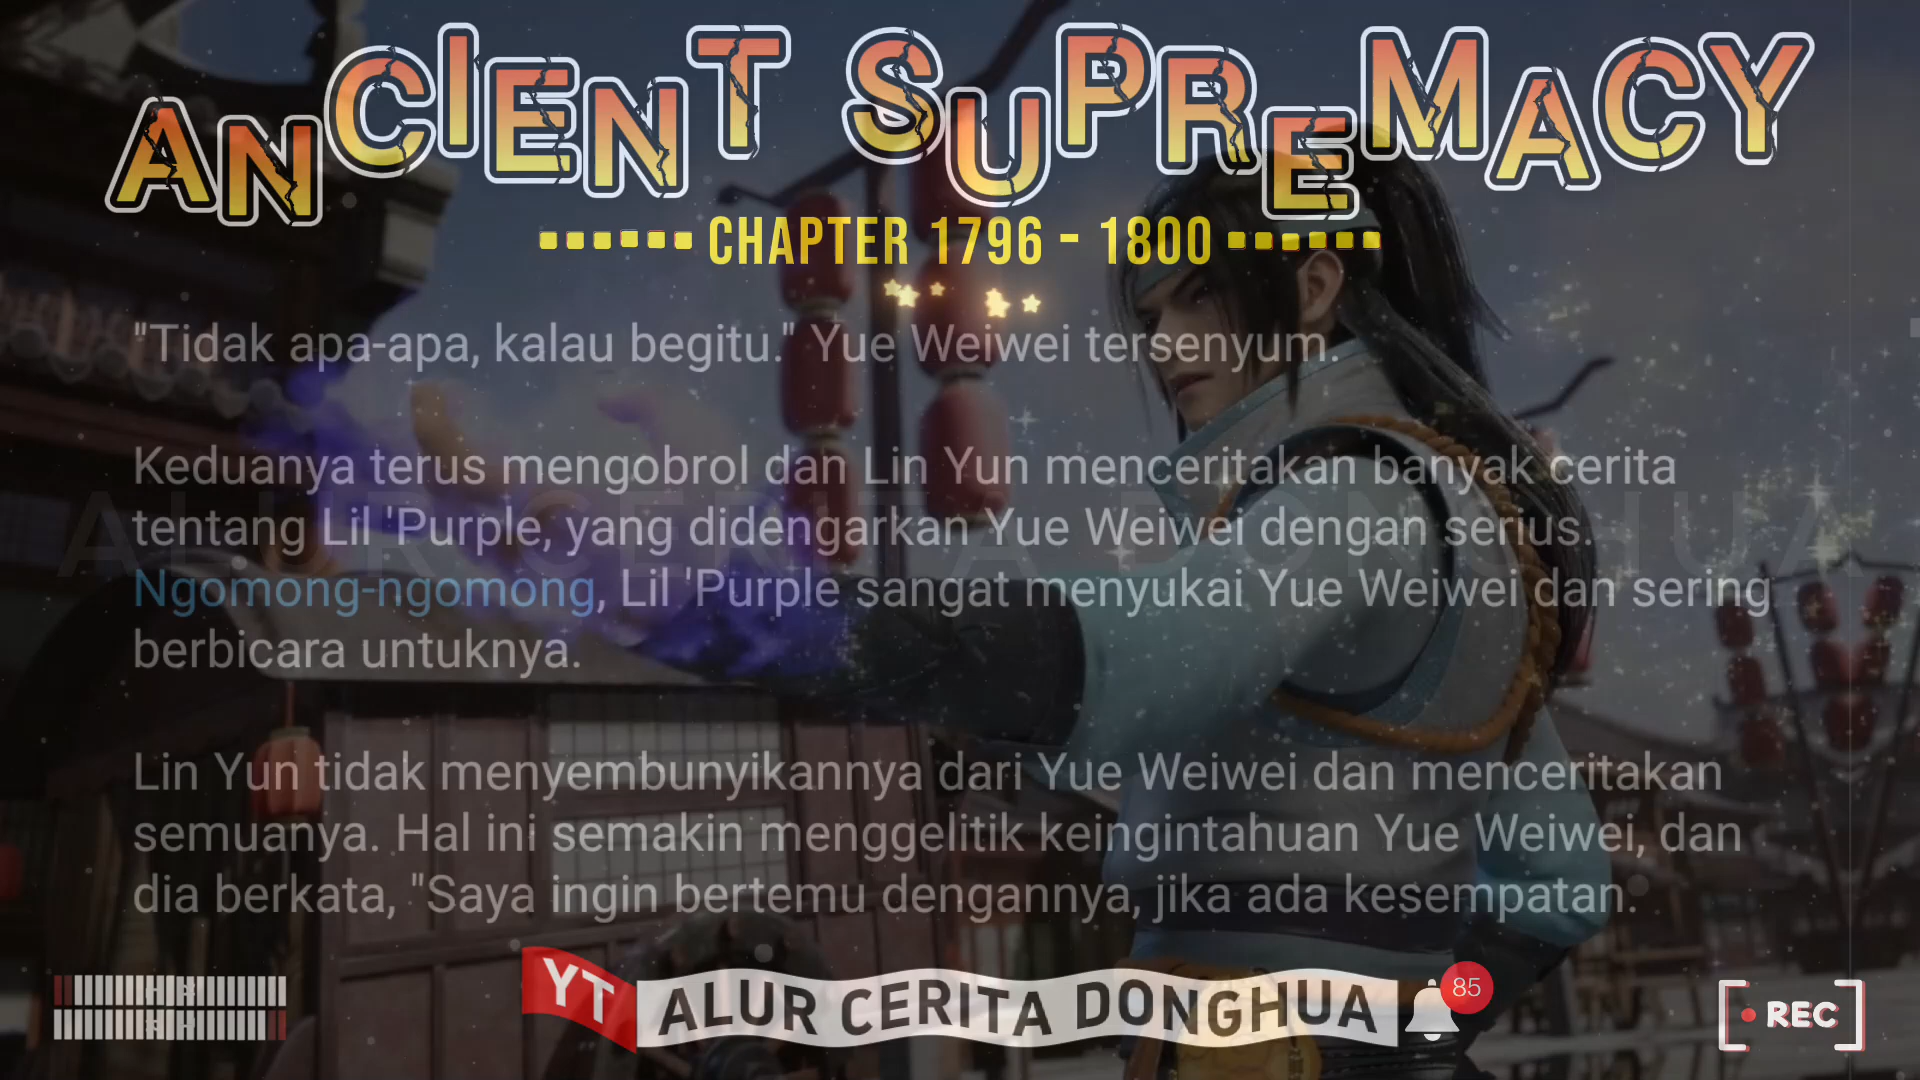 ANCIENT SUPREMACY
CHAPTER 1796 - 1800
"Tidak apa-apa, kalau begitu." Yue Weiwei tersenyum.
Keduanya terus mengobrol dan Lin Yun menceritakan banyak cerita
tentang Lil 'Purple, yang didengarkan Yue Weiwei dengan serius.
Ngomong-ngomong, Lil 'Purple sangat menyukai Yue Weiwei dan sering
berbicara untuknya.
Lin Yun tidak menyembunyikannya dari Yue Weiwei dan menceritakan
semuanya. Hal ini semakin menggelitik keingintahuan Yue Weiwei, dan
dia berkata, "Saya ingin bertemu dengannya, jika ada kesempatan.
ALUR CERITA DONGHUA
YT ALUR CERITA DONGHUA 85
REC